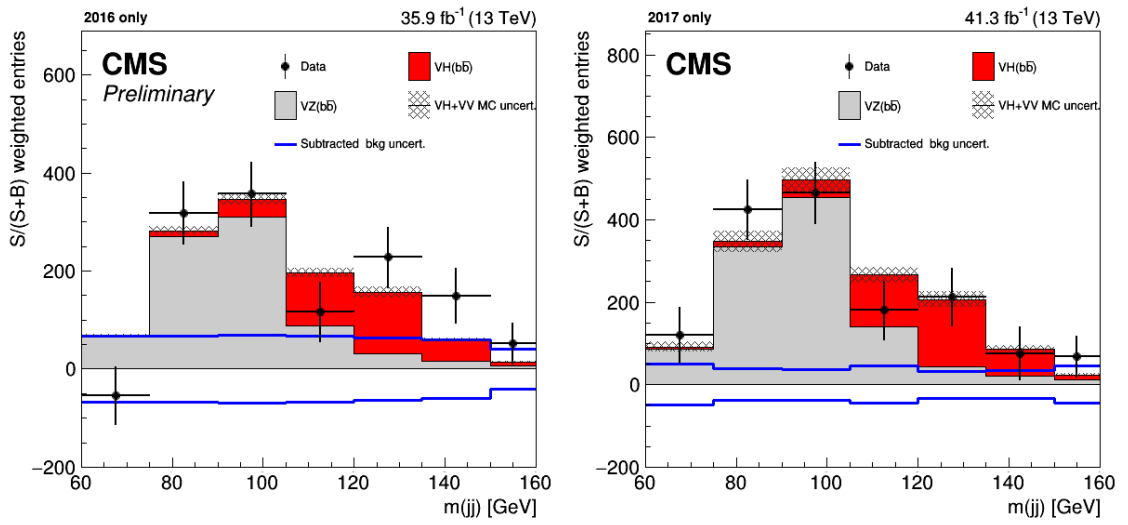 2016 only
35.9 fb⁻¹ (13 TeV)
CMS
Preliminary
Data
VH(bb̄)
VZ(bb̄)
VH+VV MC uncert.
Subtracted bkg uncert.
S/(S+B) weighted entries
600
400
200
0
−200
60
80
100
120
140
160
m(jj) [GeV]
2017 only
41.3 fb⁻¹ (13 TeV)
CMS
Data
VH(bb̄)
VZ(bb̄)
VH+VV MC uncert.
Subtracted bkg uncert.
S/(S+B) weighted entries
800
600
400
200
0
−200
60
80
100
120
140
160
m(jj) [GeV]